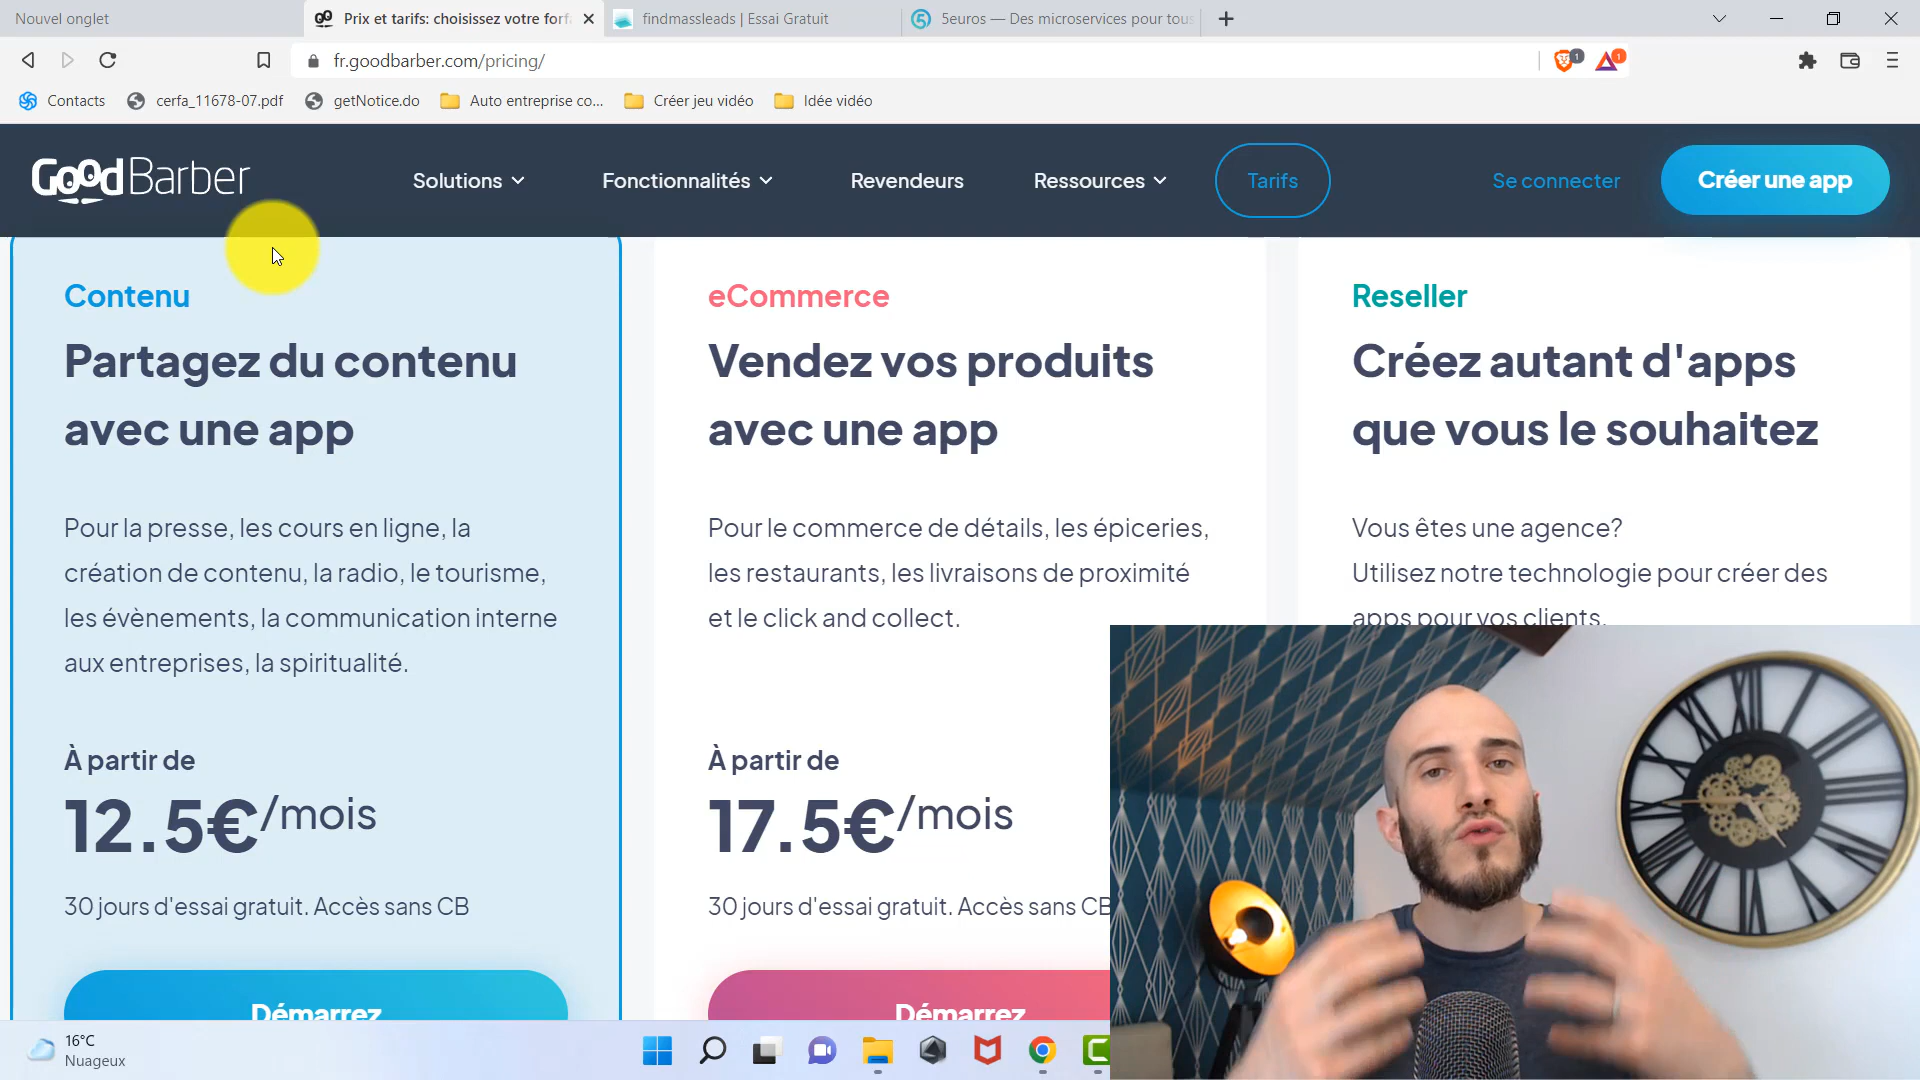 Nouvel onglet
Prix et tarifs: choisissez votre forf
findmassleads | Essai Gratuit
5euros — Des microservices pour tous
fr.goodbarber.com/pricing/
1
1
Contacts
cerfa_11678-07.pdf
getNotice.do
Auto entreprise co...
Créer jeu vidéo
Idée vidéo
GoodBarber
Solutions
Fonctionnalités
Revendeurs
Ressources
Tarifs
Se connecter
Créer une app
Contenu
Partagez du contenu
avec une app
Pour la presse, les cours en ligne, la
création de contenu, la radio, le tourisme,
les évènements, la communication interne
aux entreprises, la spiritualité.
À partir de
12.5€/mois
30 jours d'essai gratuit. Accès sans CB
Démarrez
eCommerce
Vendez vos produits
avec une app
Pour le commerce de détails, les épiceries,
les restaurants, les livraisons de proximité
et le click and collect.
À partir de
17.5€/mois
30 jours d'essai gratuit. Accès sans CB
Démarrez
Reseller
Créez autant d'apps
que vous le souhaitez
Vous êtes une agence?
Utilisez notre technologie pour créer des
apps pour vos clients.
16°C
Nuageux